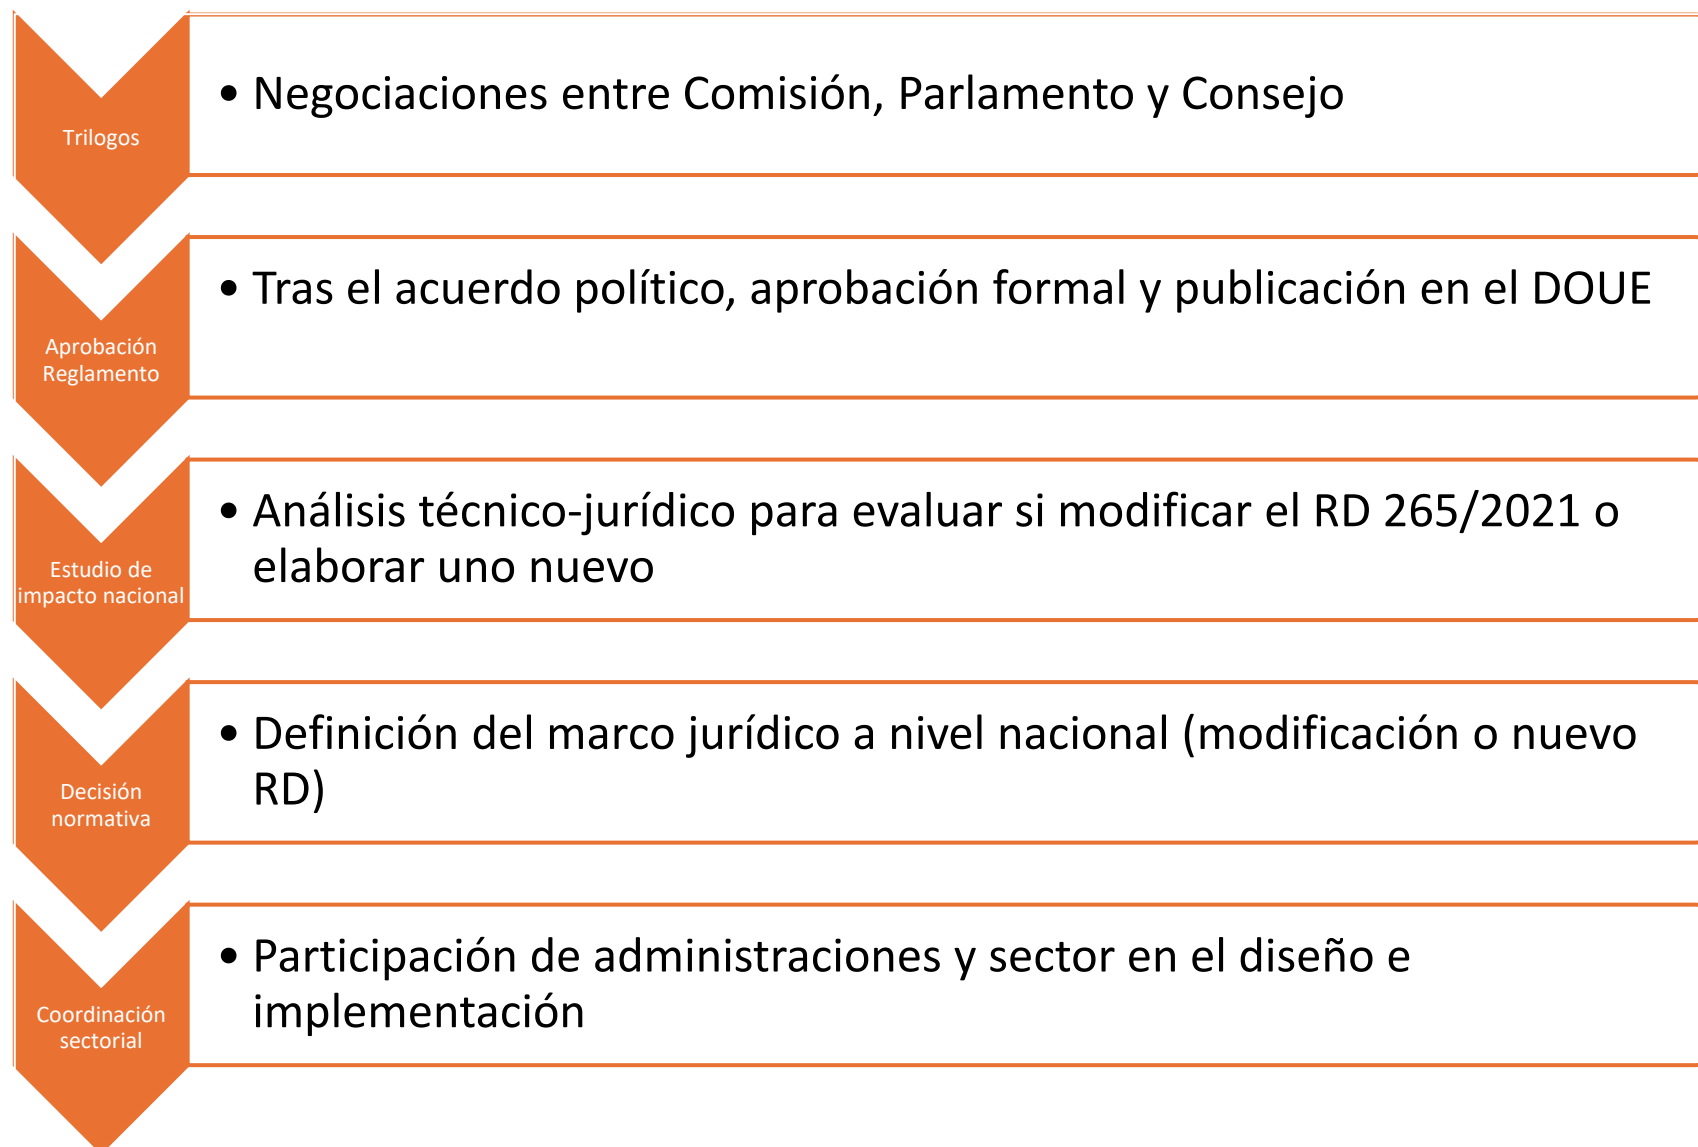 Trilogos
• Negociaciones entre Comisión, Parlamento y Consejo
Aprobación
Reglamento
• Tras el acuerdo político, aprobación formal y publicación en el DOUE
Estudio de
impacto nacional
• Análisis técnico-jurídico para evaluar si modificar el RD 265/2021 o
elaborar uno nuevo
Decisión
normativa
• Definición del marco jurídico a nivel nacional (modificación o nuevo
RD)
Coordinación
sectorial
• Participación de administraciones y sector en el diseño e
implementación